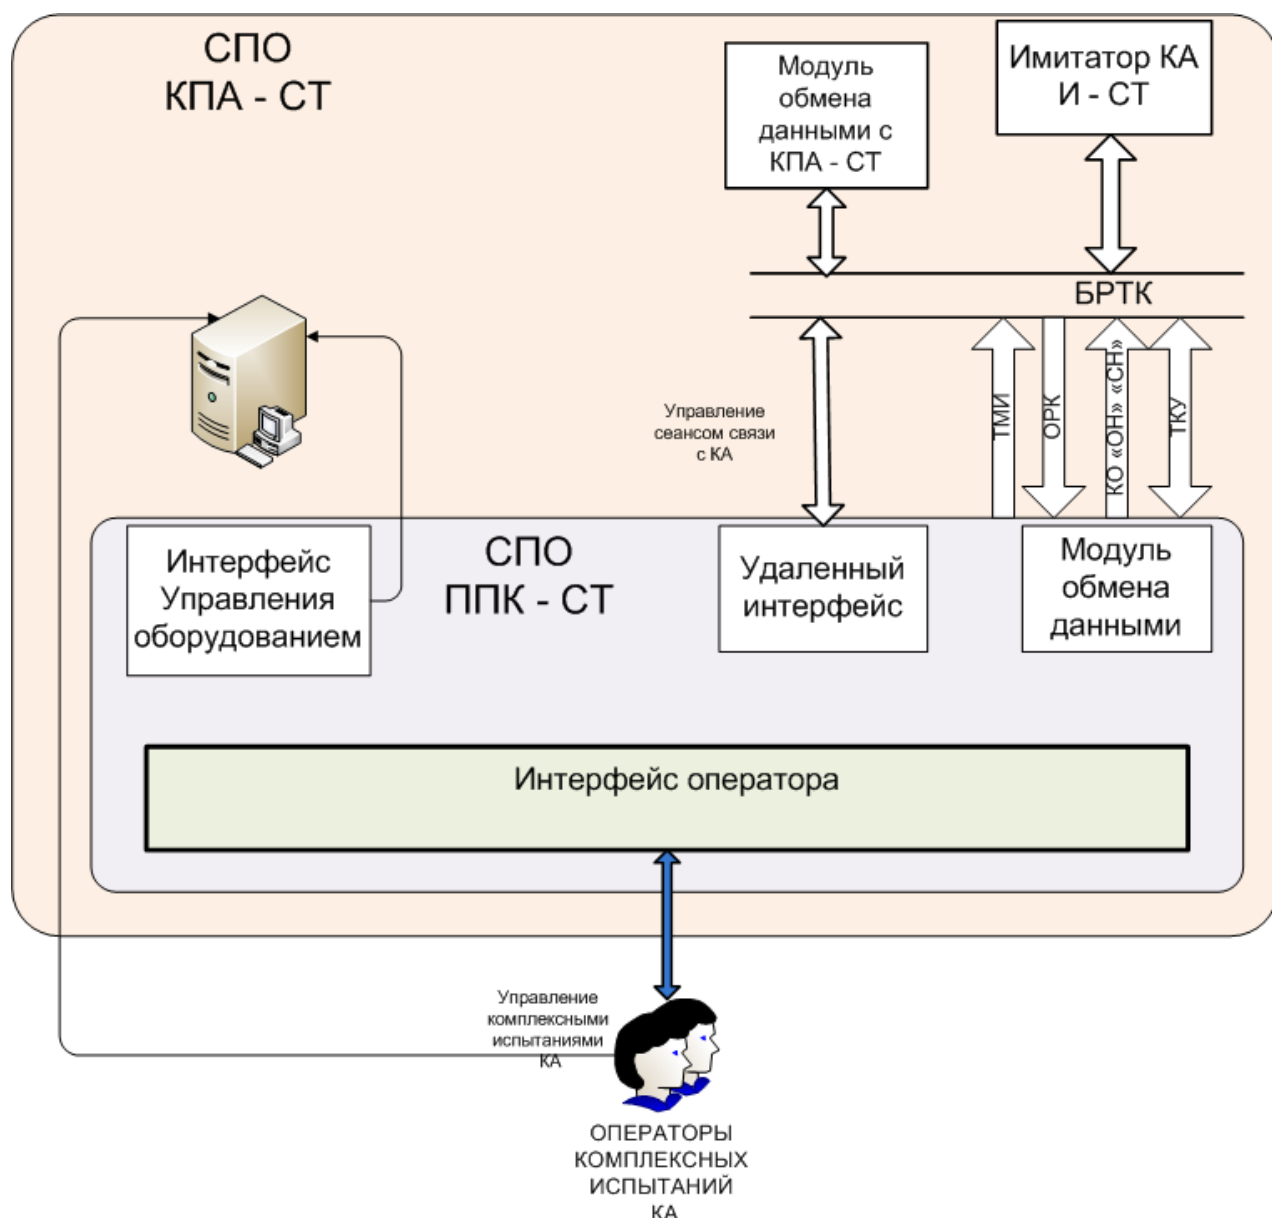 СПО
КПА - СТ
Модуль
обмена
данными с
КПА - СТ
Имитатор КА
И - СТ
БРТК
Управление
сеансом связи
с КА
ТМИ
ОРК
КО «ОН» «СН»
ТКУ
Интерфейс
Управления
оборудованием
СПО
ППК - СТ
Удаленный
интерфейс
Модуль
обмена
данными
Интерфейс оператора
Управление
комплексными
испытаниями
КА
ОПЕРАТОРЫ
КОМПЛЕКСНЫХ
ИСПЫТАНИЙ
КА